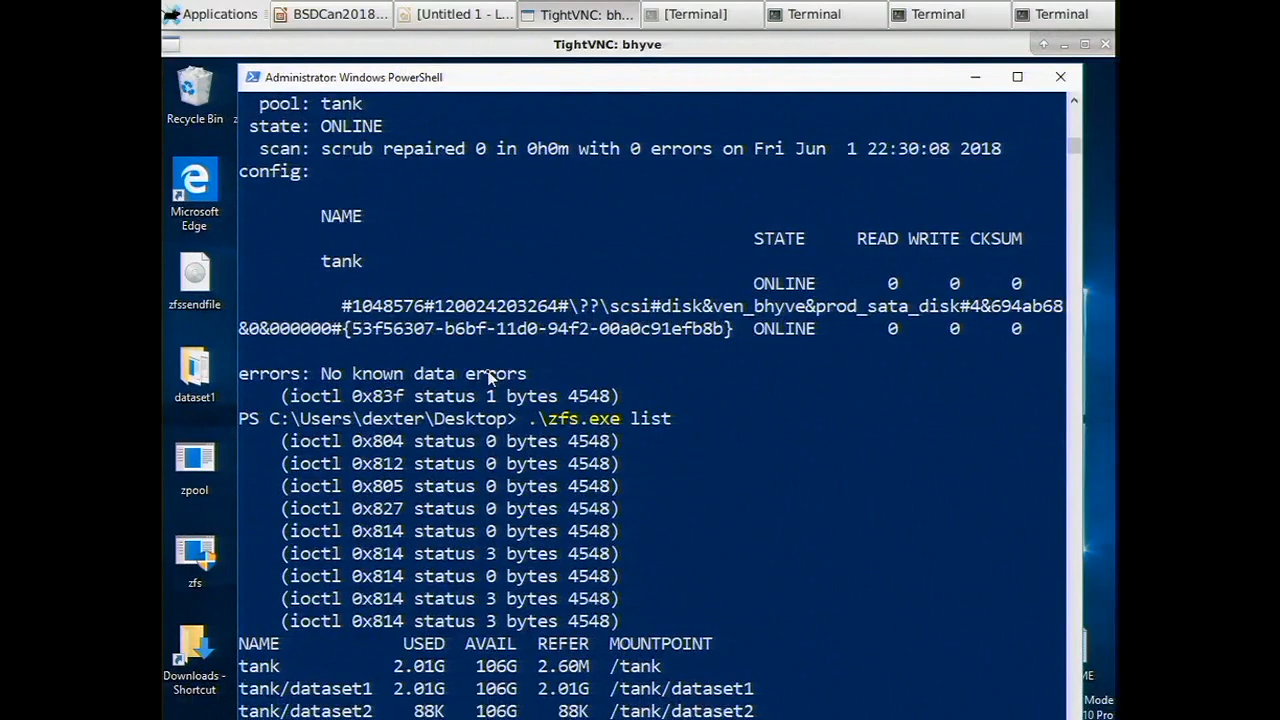 Applications
BSDCan2018...
[Untitled 1 - L...
TightVNC: bh...
[Terminal]
Terminal
Terminal
Terminal
TightVNC: bhyve
Recycle Bin
Microsoft
Edge
zfssendfile
dataset1
zpool
zfs
Downloads -
Shortcut
Administrator: Windows PowerShell
pool: tank
state: ONLINE
scan: scrub repaired 0 in 0h0m with 0 errors on Fri Jun 1 22:30:08 2018
config:
NAME
STATE READ WRITE CKSUM
tank
ONLINE 0 0 0
#1048576#120024203264#\??\scsi#disk&ven_bhyve&prod_sata_disk#4&694ab68
&0&000000#{53f56307-b6bf-11d0-94f2-00a0c91efb8b} ONLINE 0 0 0
errors: No known data errors
(ioctl 0x83f status 1 bytes 4548)
PS C:\Users\dexter\Desktop> .\zfs.exe list
(ioctl 0x804 status 0 bytes 4548)
(ioctl 0x812 status 0 bytes 4548)
(ioctl 0x805 status 0 bytes 4548)
(ioctl 0x827 status 0 bytes 4548)
(ioctl 0x814 status 0 bytes 4548)
(ioctl 0x814 status 3 bytes 4548)
(ioctl 0x814 status 0 bytes 4548)
(ioctl 0x814 status 3 bytes 4548)
(ioctl 0x814 status 3 bytes 4548)
NAME USED AVAIL REFER MOUNTPOINT
tank 2.01G 106G 2.60M /tank
tank/dataset1 2.01G 106G 2.01G /tank/dataset1
tank/dataset2 88K 106G 88K /tank/dataset2
ME
Mode
10 Pro